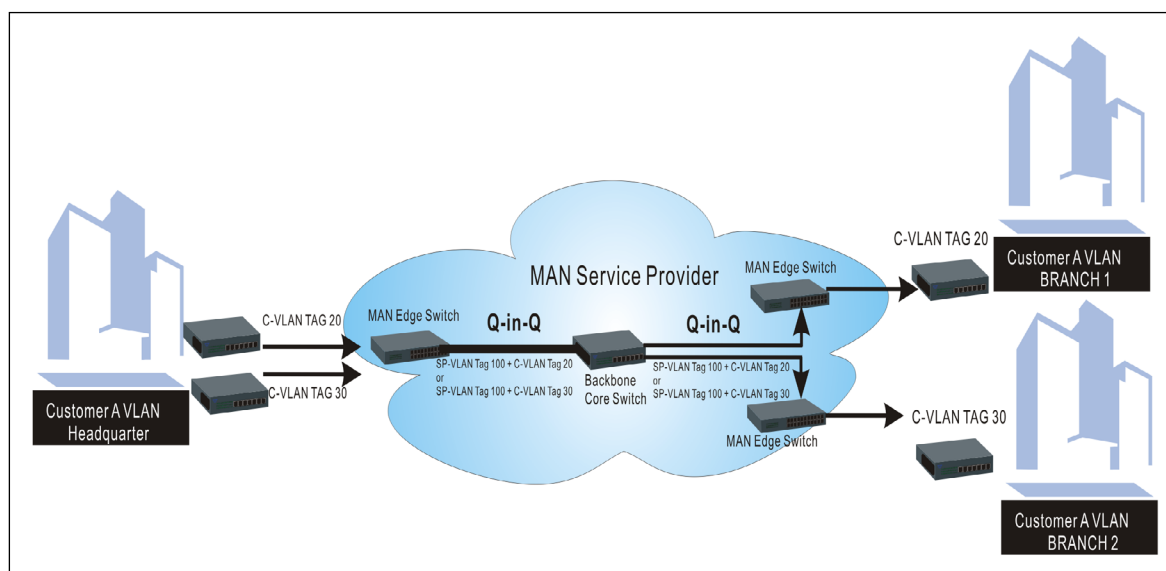 C-VLAN TAG 20
Customer A VLAN
BRANCH 1
MAN Service Provider
MAN Edge Switch
MAN Edge Switch
Q-in-Q
Q-in-Q
C-VLAN TAG 20
C-VLAN TAG 30
SP-VLAN Tag 100 + C-VLAN Tag 20
or
SP-VLAN Tag 100 + C-VLAN Tag 30
Backbone
Core Switch
SP-VLAN Tag 100 + C-VLAN Tag 20
or
SP-VLAN Tag 100 + C-VLAN Tag 30
Customer A VLAN
Headquarter
MAN Edge Switch
C-VLAN TAG 30
Customer A VLAN
BRANCH 2